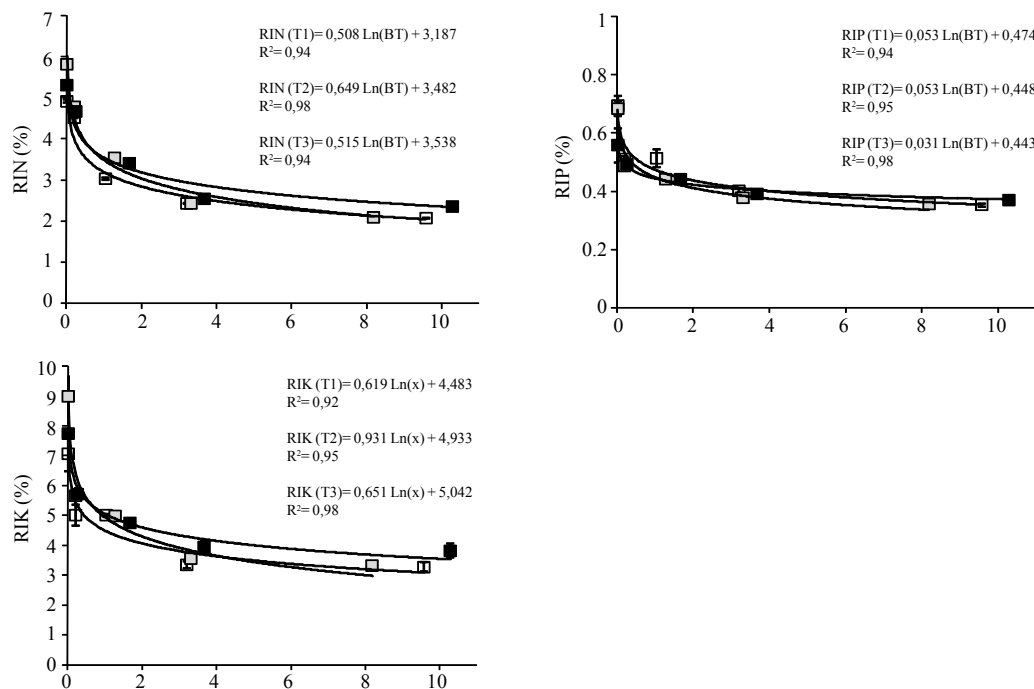 RIN (%)
7
6
5
4
3
2
1
0
0 2 4 6 8 10
RIN (T1)= 0,508 Ln(BT) + 3,187
R²= 0,94
RIN (T2)= 0,649 Ln(BT) + 3,482
R²= 0,98
RIN (T3)= 0,515 Ln(BT) + 3,538
R²= 0,94
RIP (%)
1
0,8
0,6
0,4
0,2
0
0 2 4 6 8 10
RIP (T1)= 0,053 Ln(BT) + 0,474
R²= 0,94
RIP (T2)= 0,053 Ln(BT) + 0,448
R²= 0,95
RIP (T3)= 0,031 Ln(BT) + 0,443
R²= 0,98
RIK (%)
10
9
8
7
6
5
4
3
2
1
0
0 2 4 6 8 10
RIK (T1)= 0,619 Ln(x) + 4,483
R²= 0,92
RIK (T2)= 0,931 Ln(x) + 4,933
R²= 0,95
RIK (T3)= 0,651 Ln(x) + 5,042
R²= 0,98